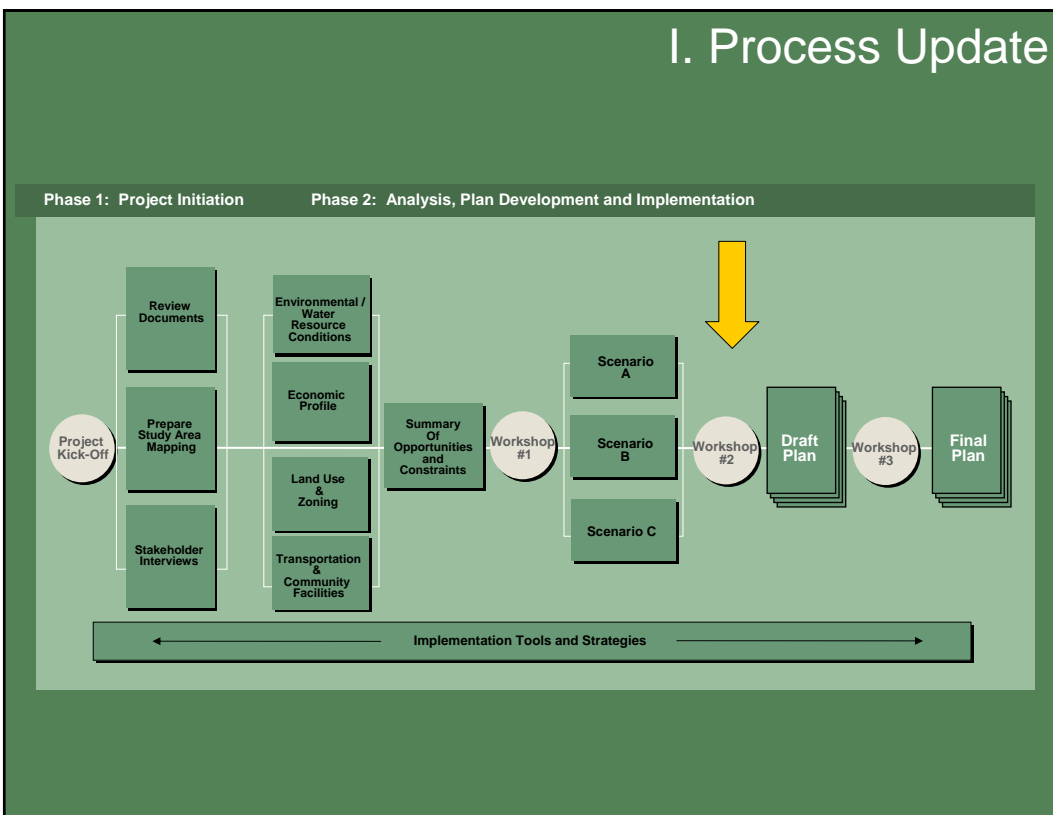 I. Process Update
Phase 1: Project Initiation
Phase 2: Analysis, Plan Development and Implementation
Project
Kick-Off
Review
Documents
Prepare
Study Area
Mapping
Stakeholder
Interviews
Environmental /
Water
Resource
Conditions
Economic
Profile
Land Use
&
Zoning
Transportation
&
Community
Facilities
Summary
Of
Opportunities
and
Constraints
Workshop
#1
Scenario
A
Scenario
B
Scenario C
Workshop
#2
Draft
Plan
Workshop
#3
Final
Plan
Implementation Tools and Strategies